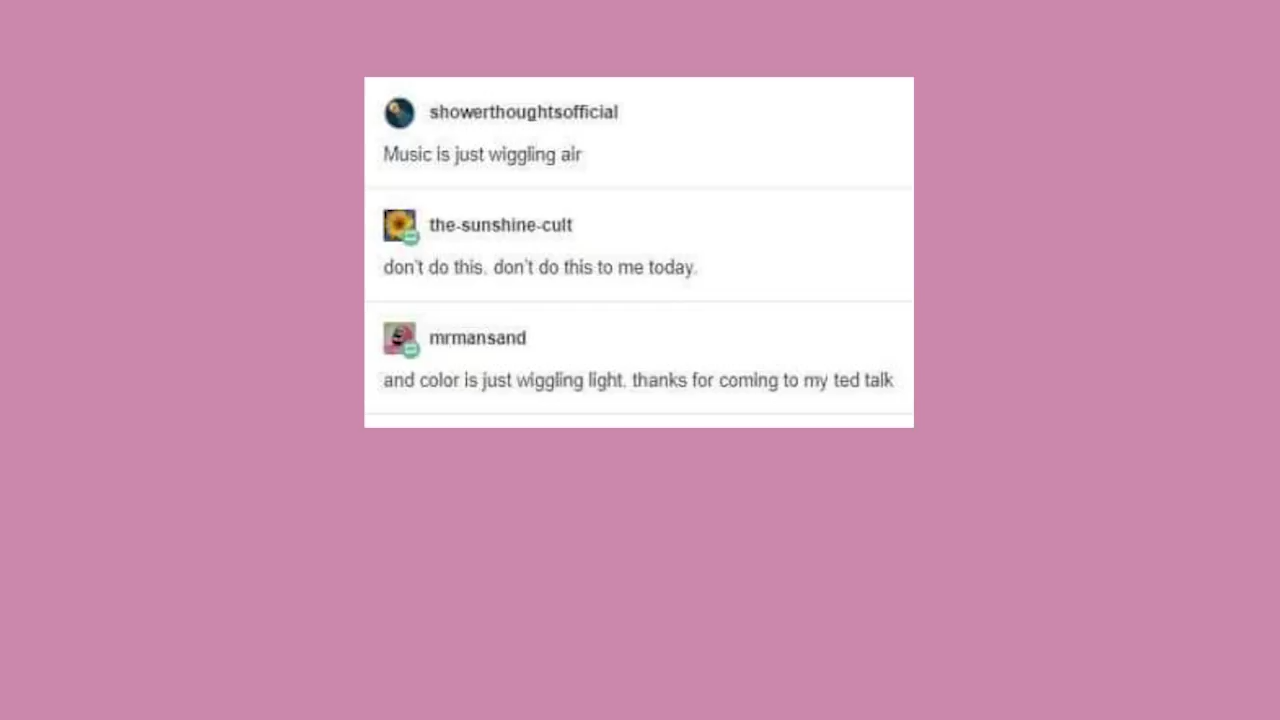 showerthoughtsofficial
Music is just wiggling air
the-sunshine-cult
don't do this. don't do this to me today.
mrmansand
and color is just wiggling light. thanks for coming to my ted talk